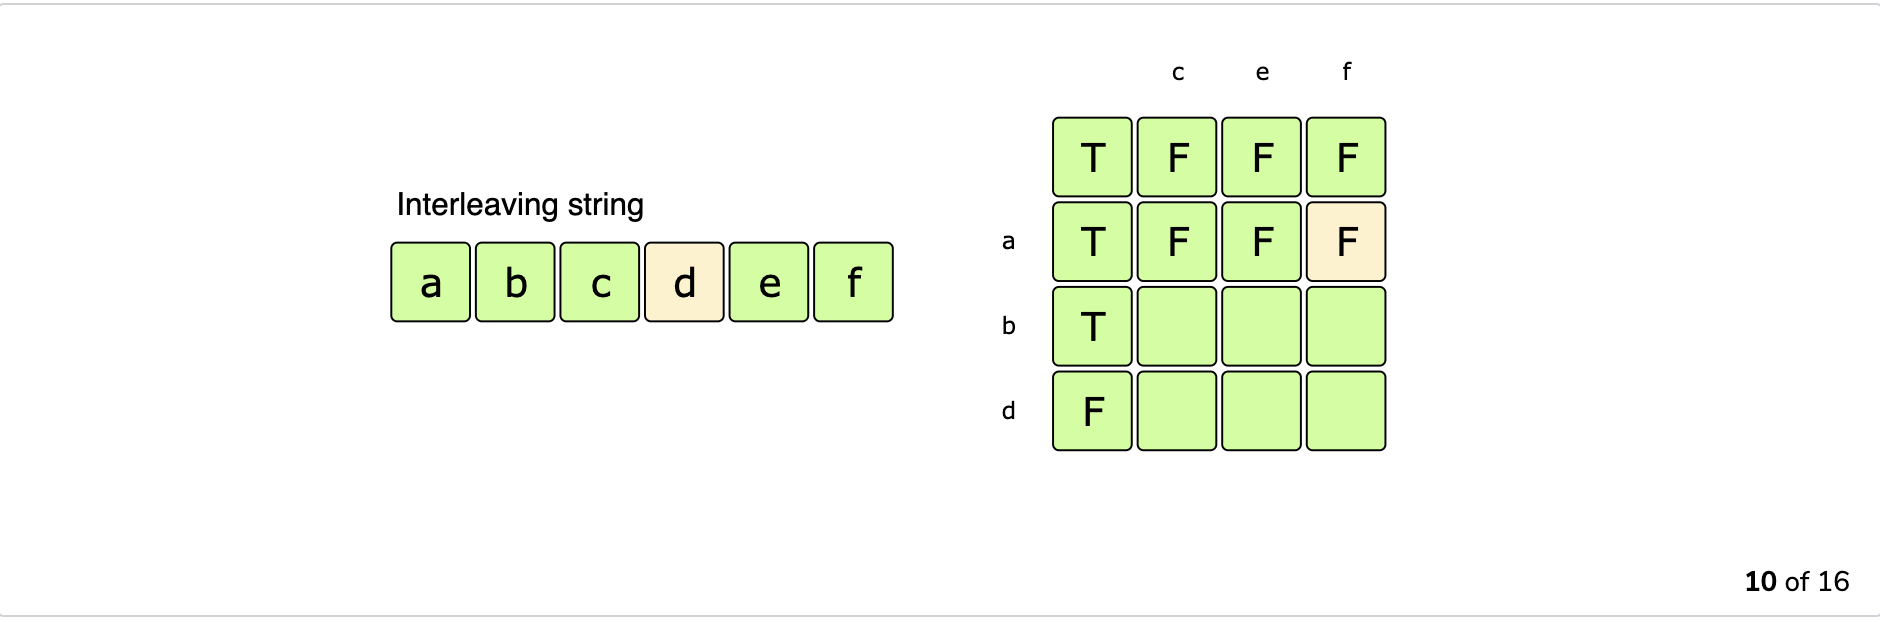 c e f
T F F F
Interleaving string
a T F F F
a b c d e f
b T
d F
10 of 16